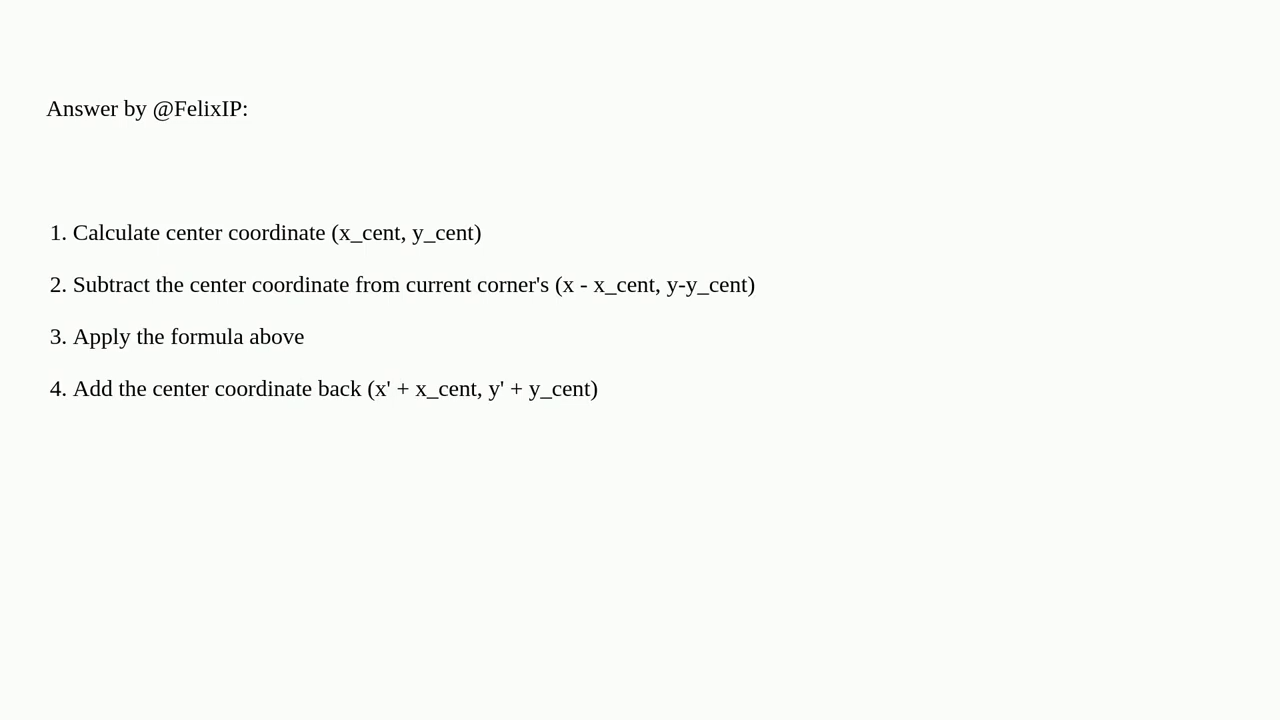 Answer by @FelixIP:
1. Calculate center coordinate (x_cent, y_cent)
2. Subtract the center coordinate from current corner's (x - x_cent, y-y_cent)
3. Apply the formula above
4. Add the center coordinate back (x' + x_cent, y' + y_cent)